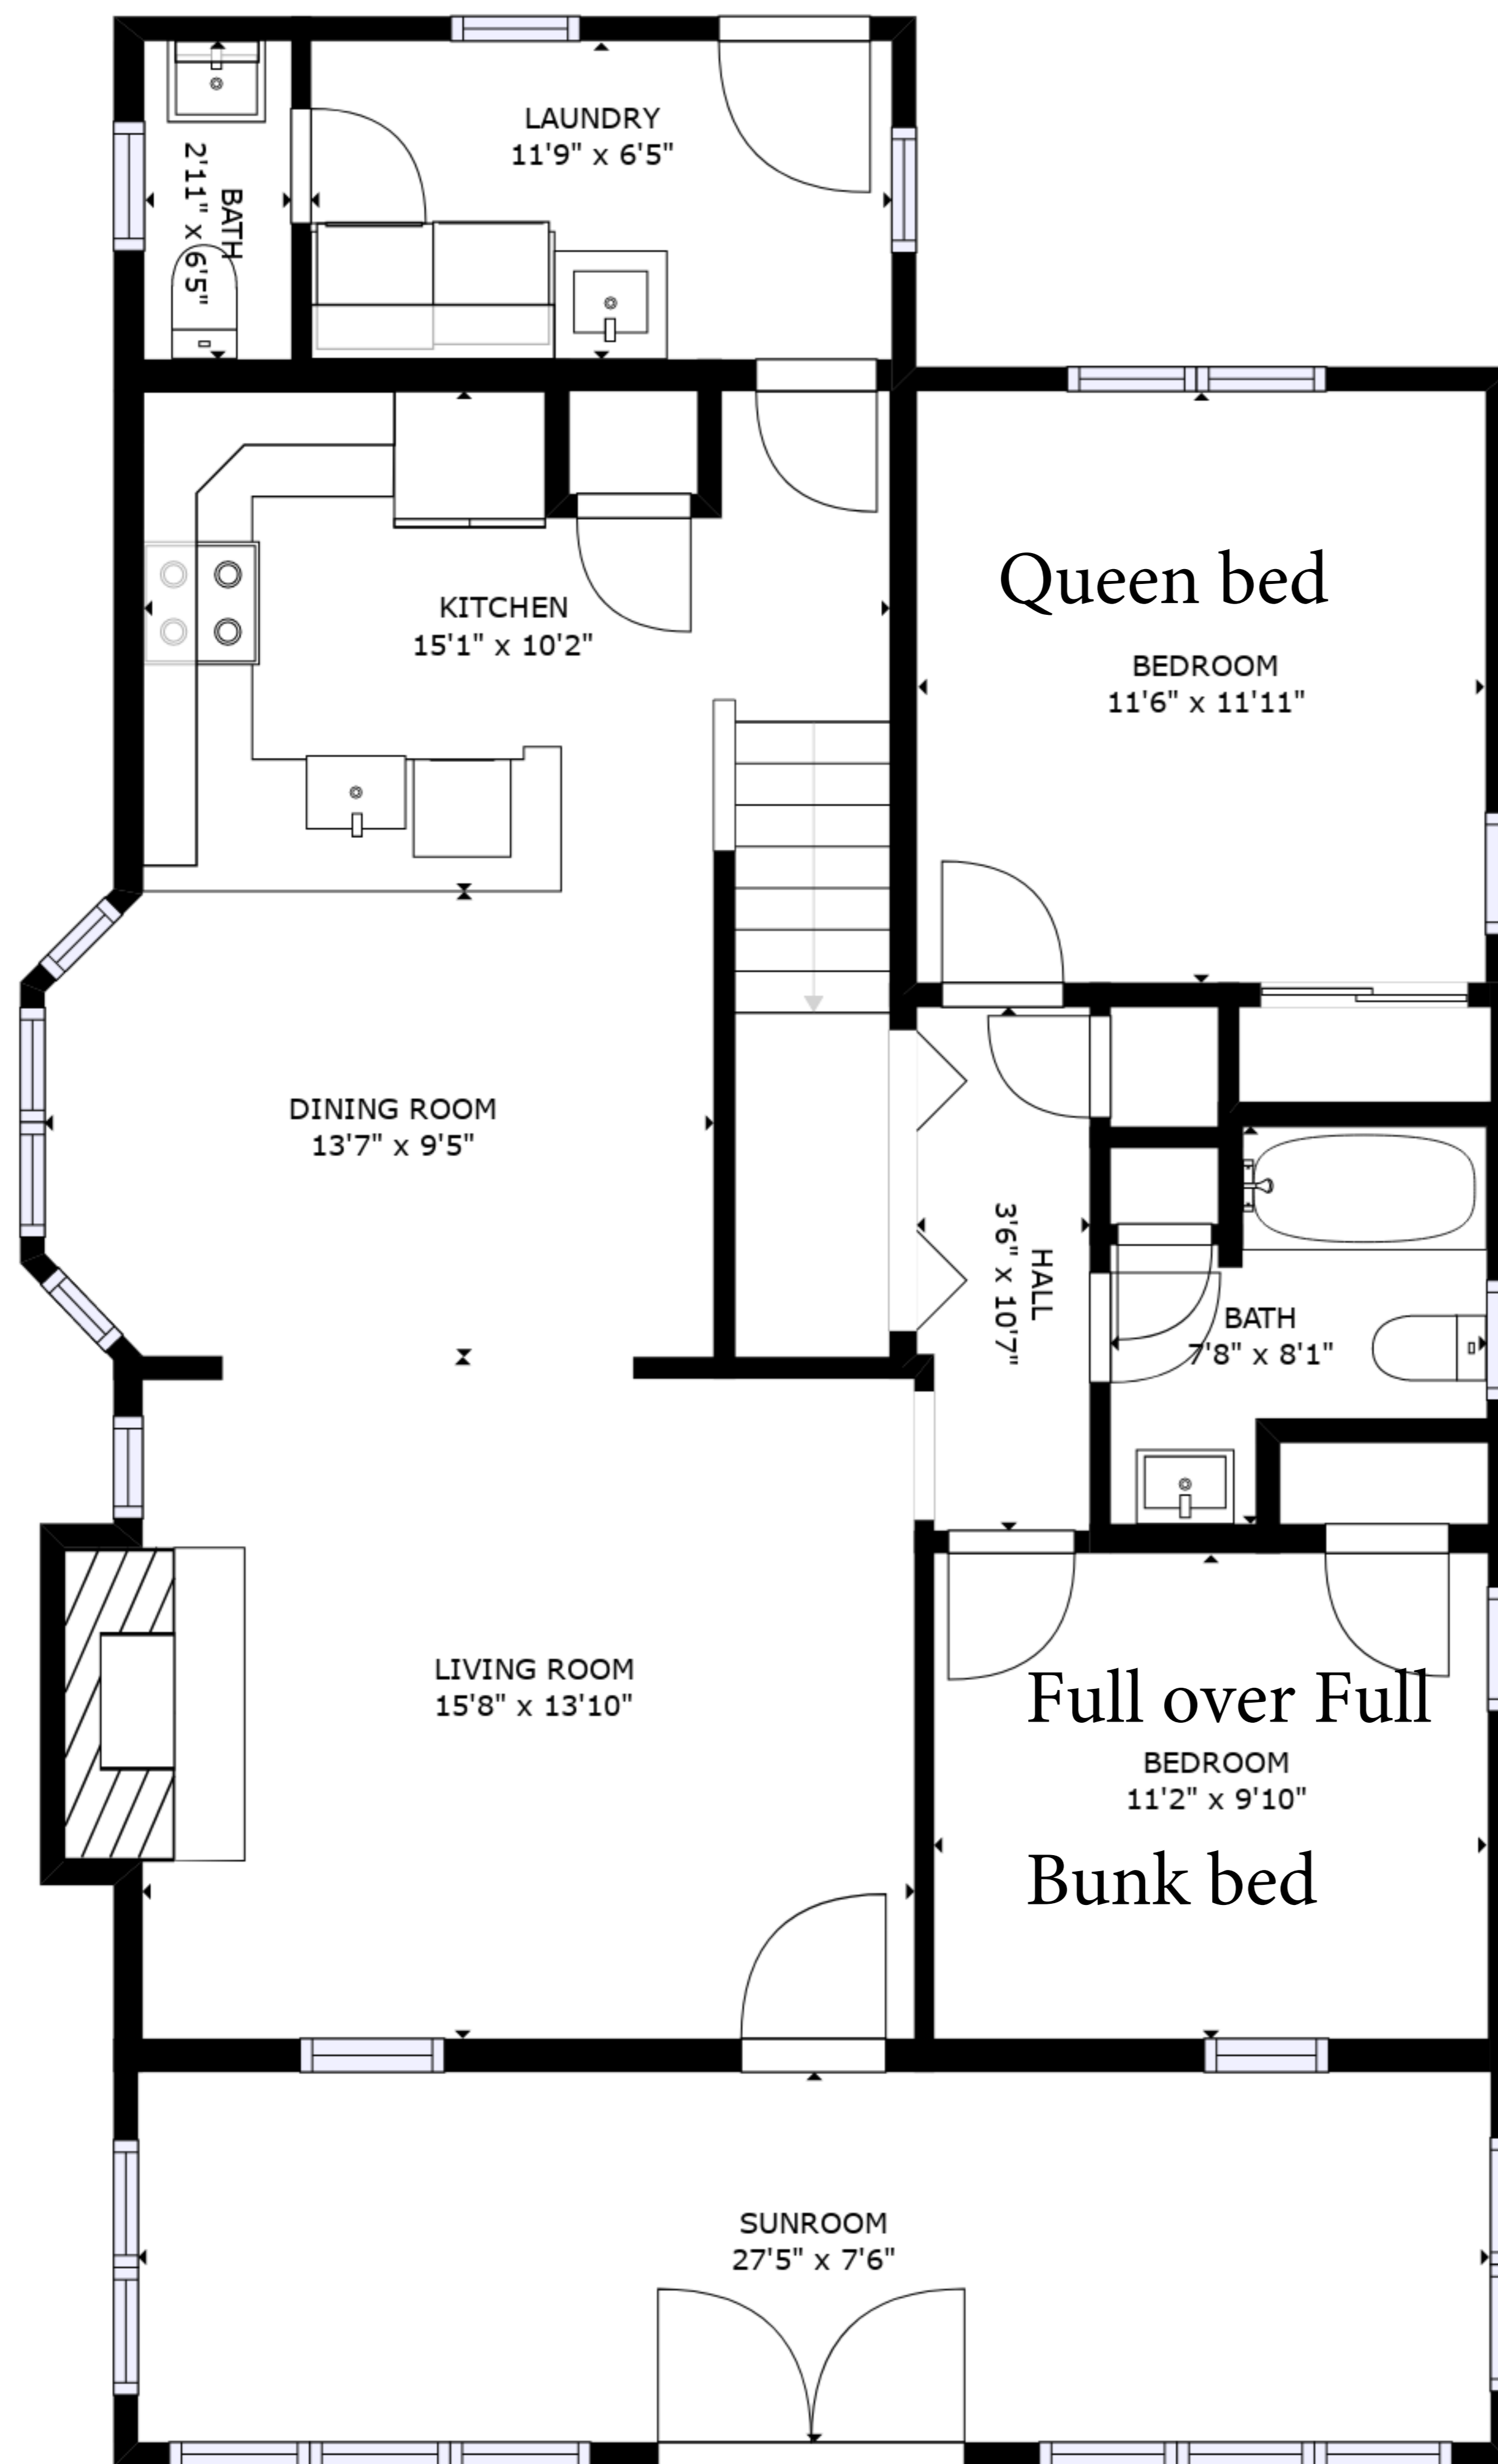 LAUNDRY
11'9" x 6'5"
BATH
2'11" x 6'5"
Queen bed
KITCHEN
15'1" x 10'2"
BEDROOM
11'6" x 11'11"
DINING ROOM
13'7" x 9'5"
HALL
3'6" x 10'7"
BATH
7'8" x 8'1"
LIVING ROOM
15'8" x 13'10"
Full over Full
BEDROOM
11'2" x 9'10"
Bunk bed
SUNROOM
27'5" x 7'6"